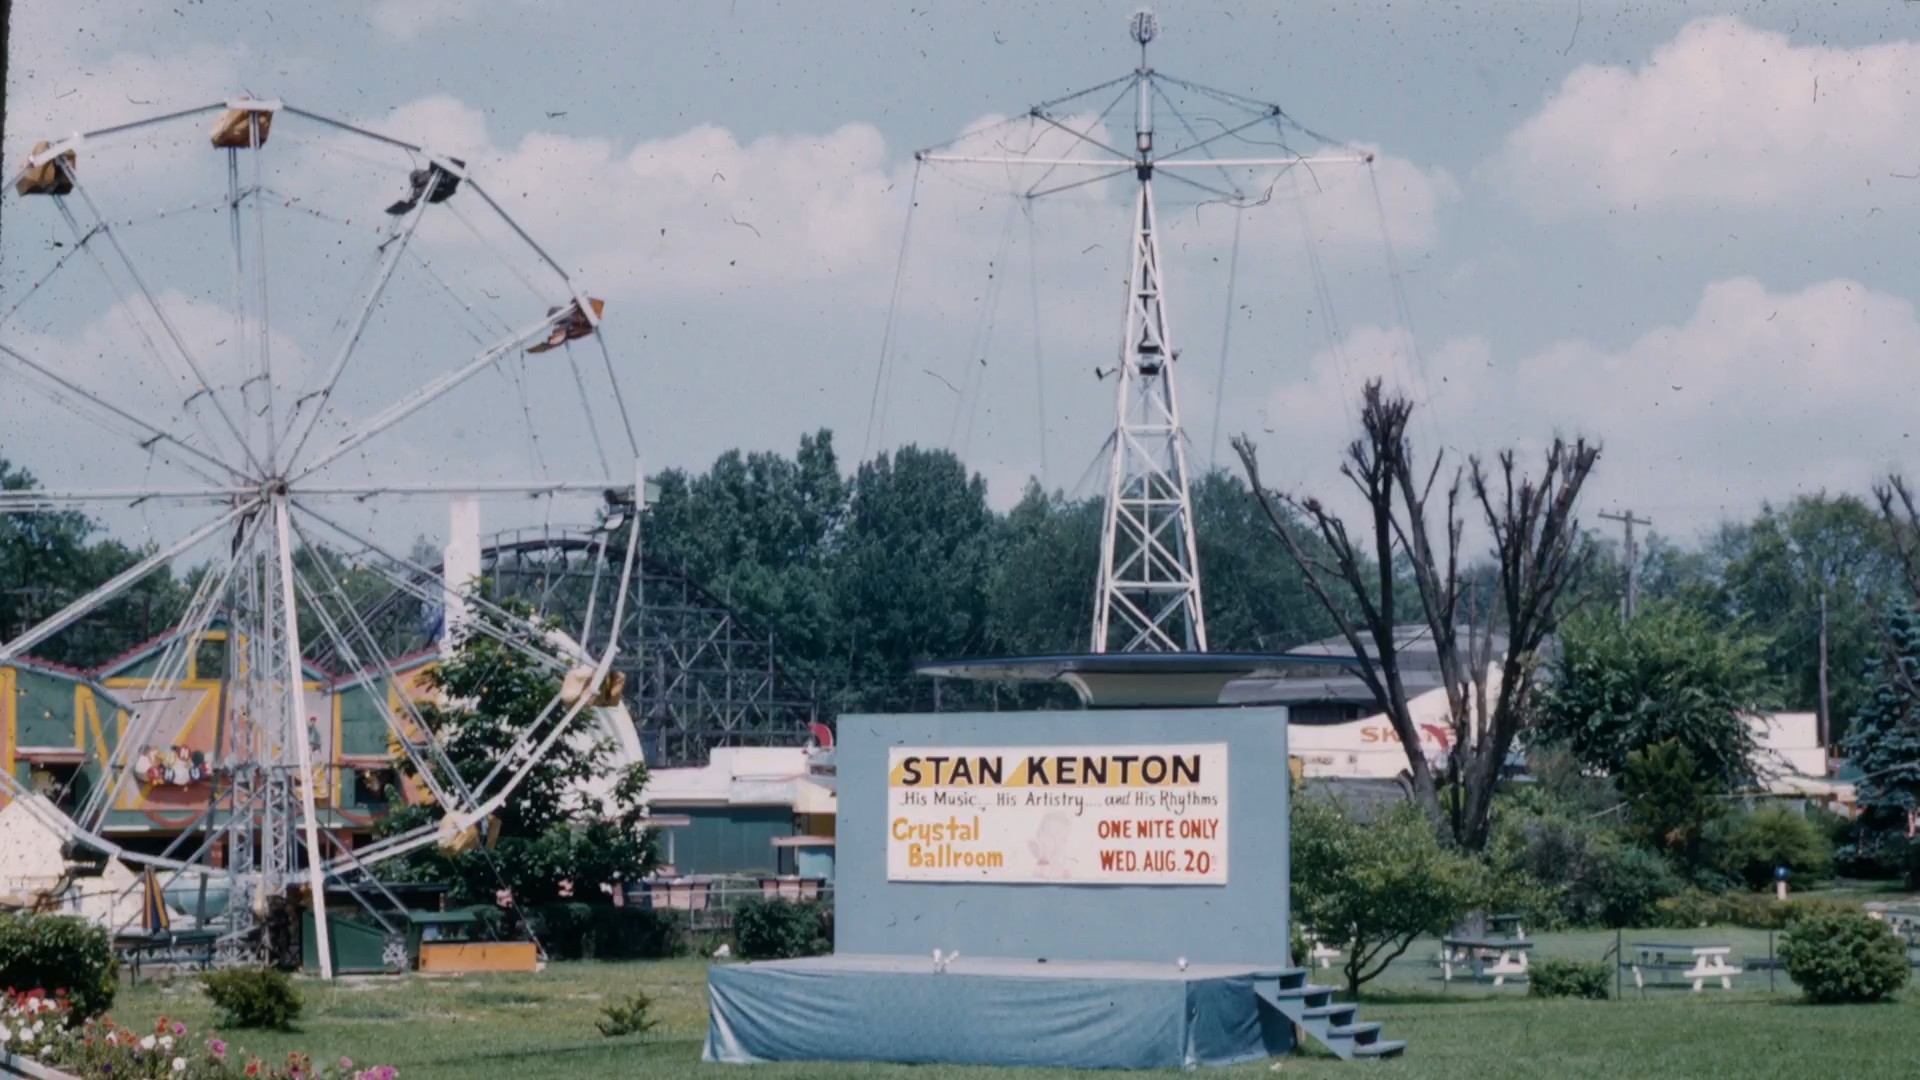 STAN KENTON
His Music... His Artistry.... and His Rhythms
Crystal
Ballroom
ONE NITE ONLY
WED. AUG. 20